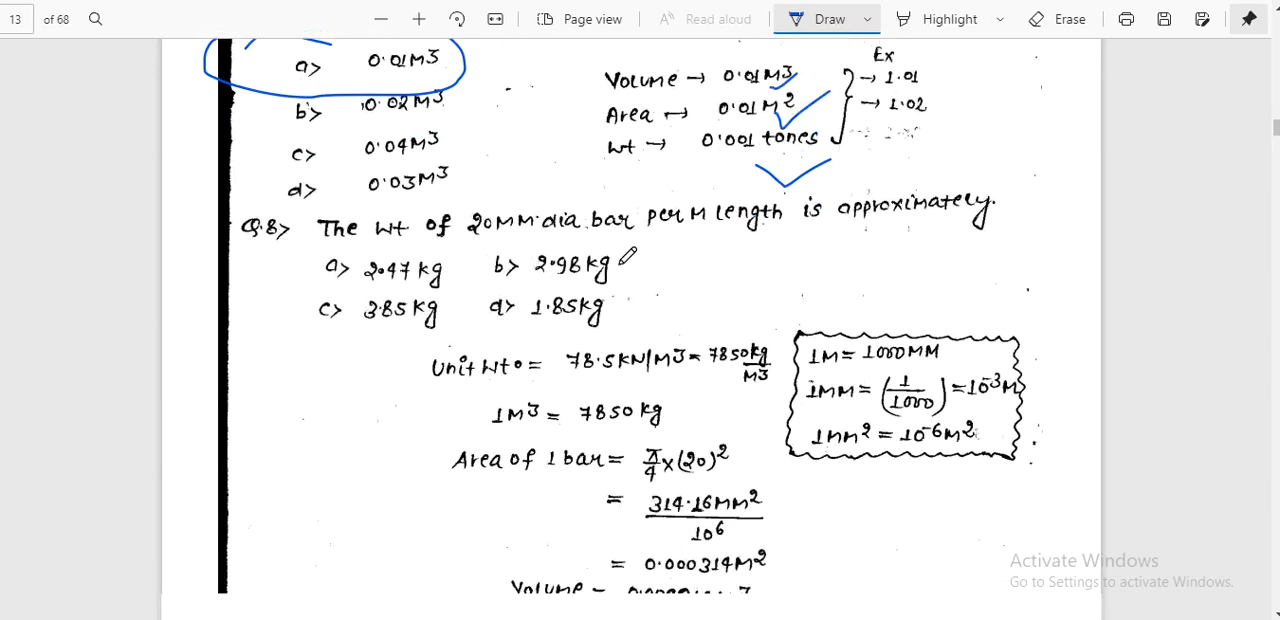 13 of 68 Page view Read aloud Draw Highlight Erase
a> 0.01M3
b> 0.02M3
c> 0.04M3
d> 0.03M3
Ex
Volume → 0.01M3 → 1.01
Area → 0.01M2 → 1.02
Wt → 0.001 tones
Q.8> The Wt of 20MM.dia.bar per M length is approximately.
a> 2.47 kg b> 2.98 kg
c> 3.85 kg d> 1.85kg
Unit Wt = 78.5KN/M3 = 7850kg/M3
1M3 = 7850 kg
Area of 1 bar = π/4 x (20)2
= 314.16MM2/106
= 0.000314M2
Volume =
1M = 1000MM
1MM = (1/1000) = 10-3M
1MM2 = 10-6M2
Activate Windows
Go to Settings to activate Windows.